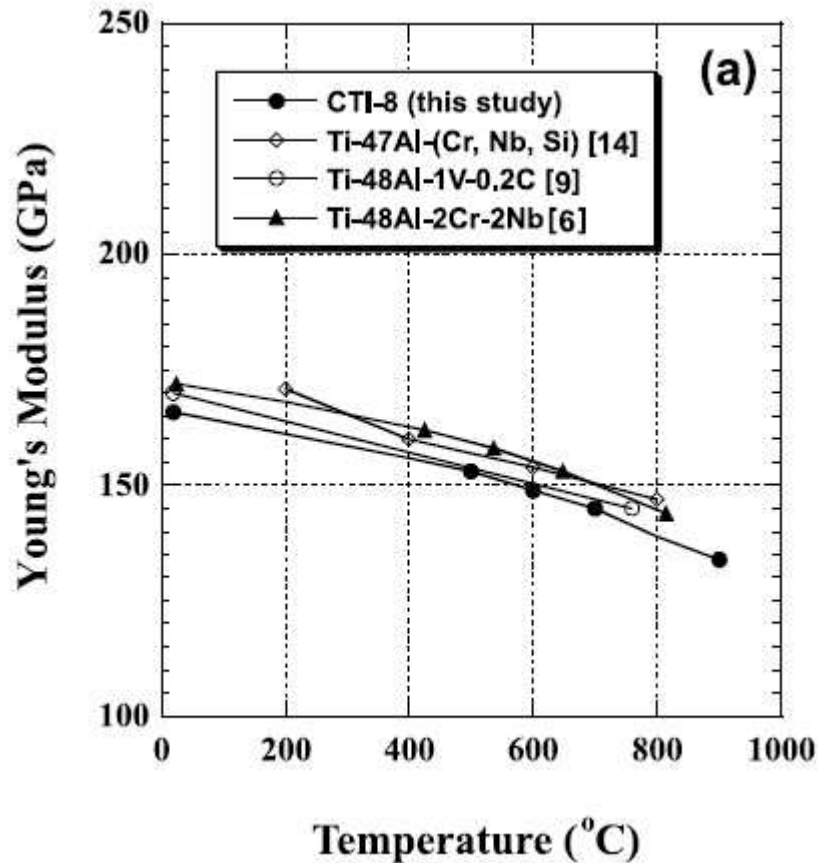 250
(a)
CTI-8 (this study)
Ti-47Al-(Cr, Nb, Si) [14]
Ti-48Al-1V-0.2C [9]
Ti-48Al-2Cr-2Nb[6]
200
150
100
0 200 400 600 800 1000
Young's Modulus (GPa)
Temperature (°C)